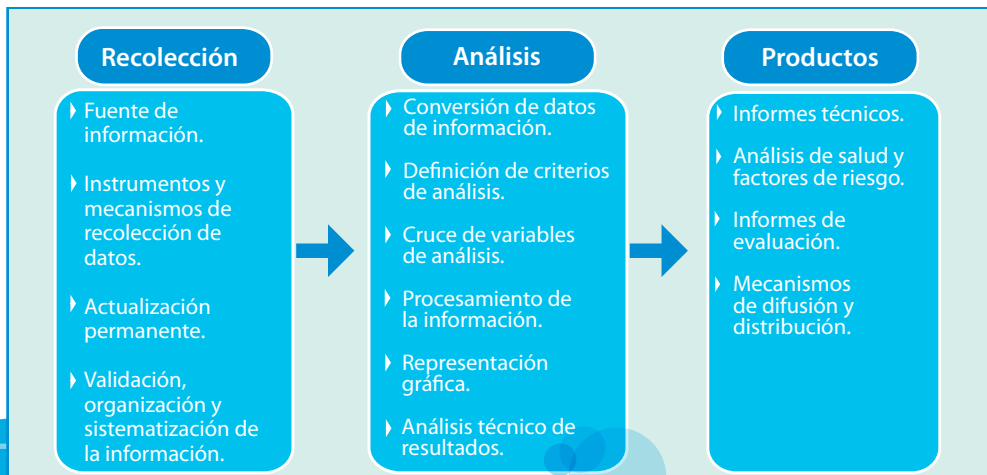 Recolección
Fuente de
información.
Instrumentos y
mecanismos de
recolección de
datos.
Actualización
permanente.
Validación,
organización y
sistematización de
la información.
Análisis
Conversión de datos
de información.
Definición de criterios
de análisis.
Cruce de variables
de análisis.
Procesamiento de
la información.
Representación
gráfica.
Análisis técnico de
resultados.
Productos
Informes técnicos.
Análisis de salud y
factores de riesgo.
Informes de
evaluación.
Mecanismos
de difusión y
distribución.